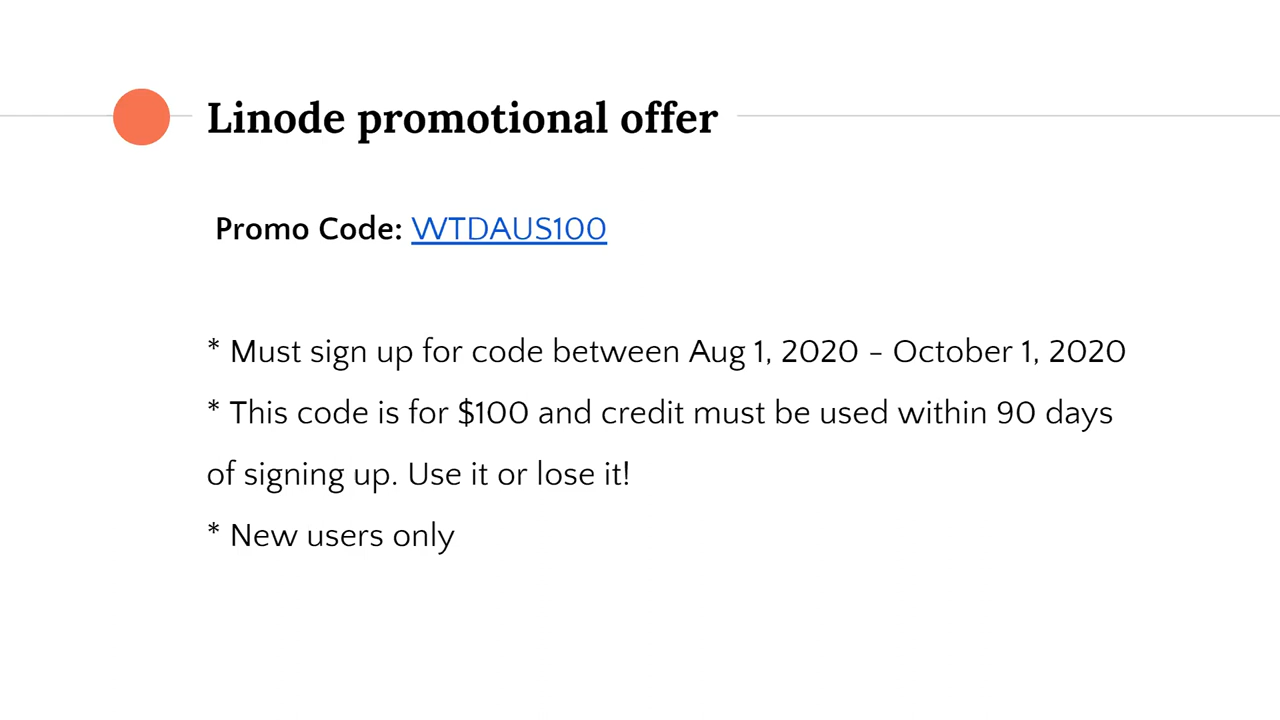 Linode promotional offer
Promo Code: WTDAUS100
* Must sign up for code between Aug 1, 2020 – October 1, 2020
* This code is for $100 and credit must be used within 90 days
of signing up. Use it or lose it!
* New users only